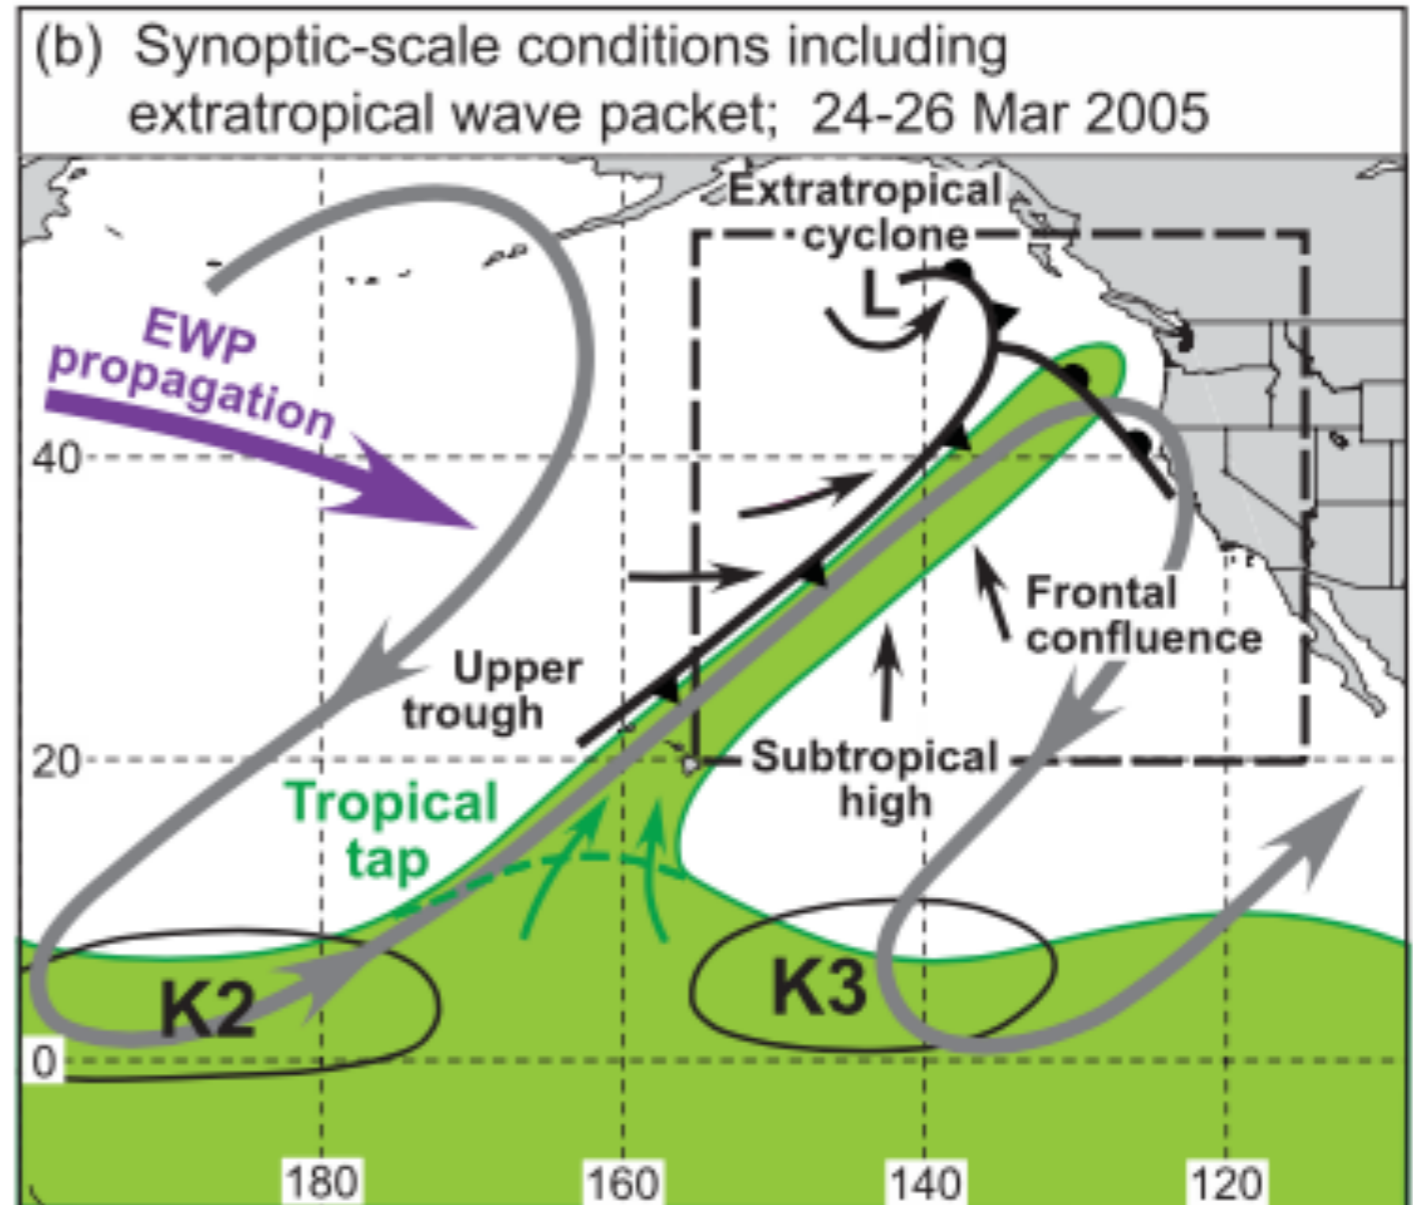 (b) Synoptic-scale conditions including
extratropical wave packet; 24-26 Mar 2005
Extratropical
cyclone
L
EWP
propagation
40
Frontal
confluence
Upper
trough
20
Subtropical
high
Tropical
tap
K2
K3
0
180
160
140
120